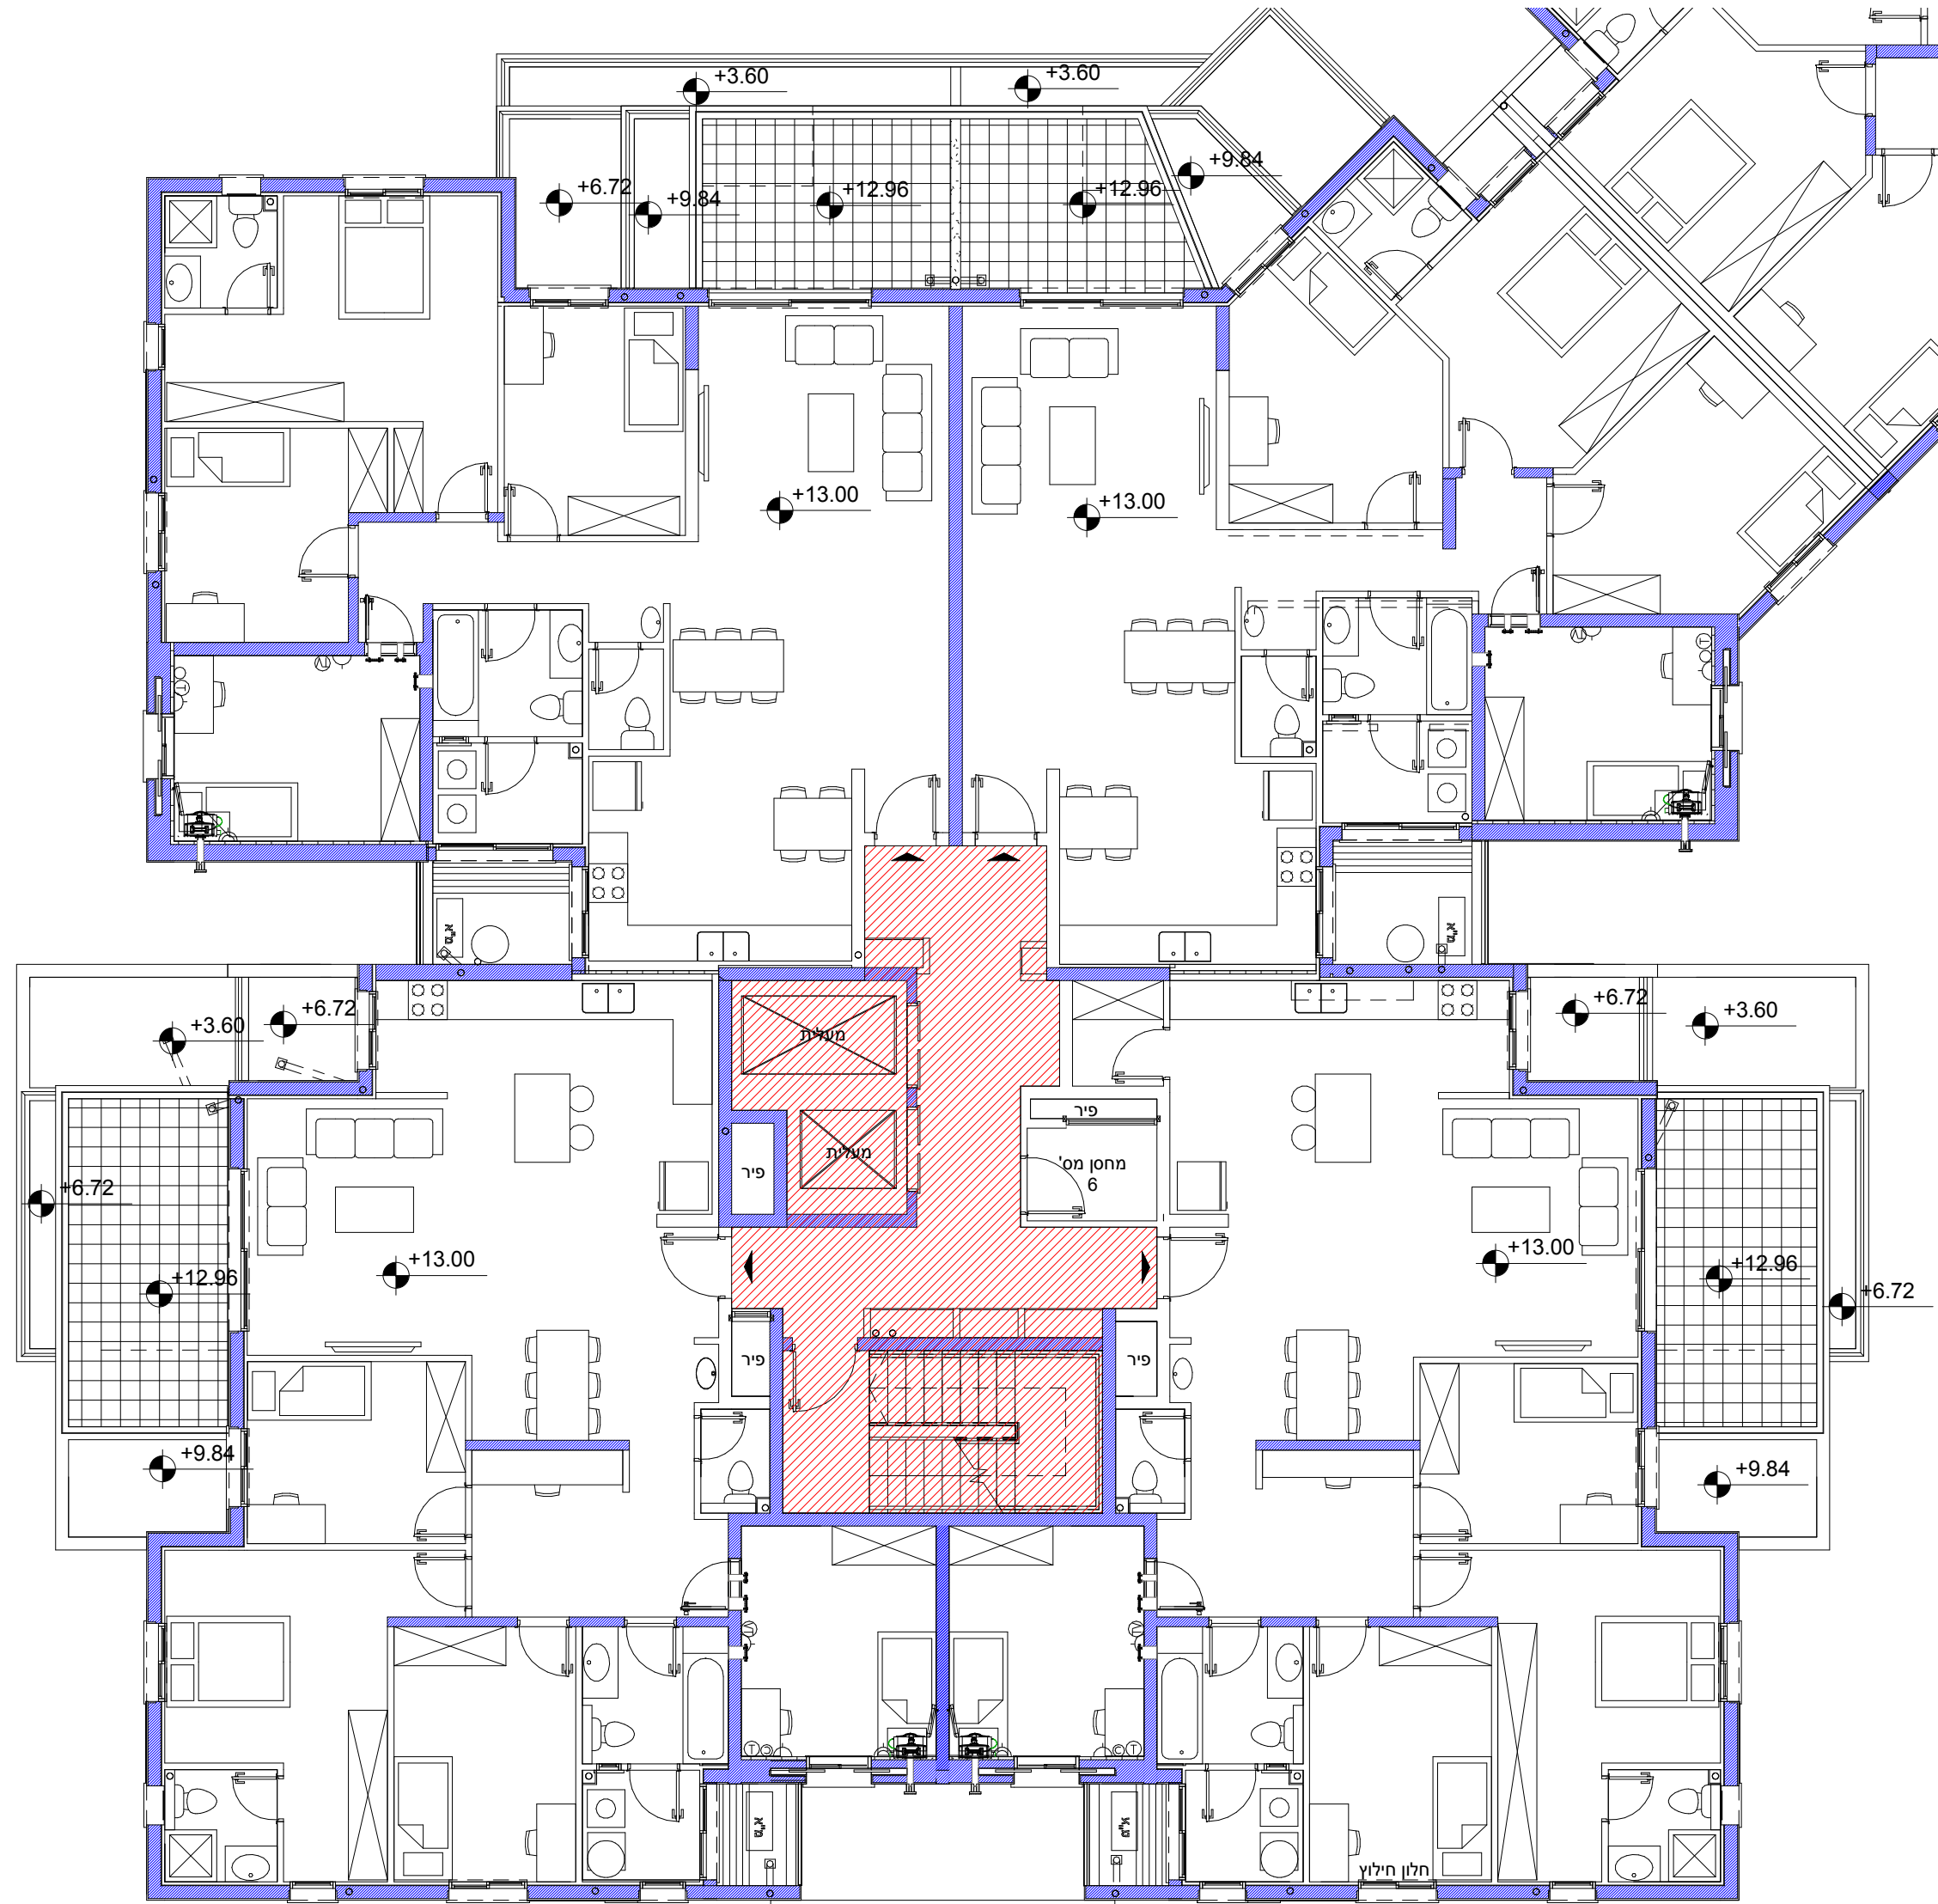 +3.60
+3.60
+9.84
+6.72
+9.84
+12.96
+12.96
+13.00
+13.00
א"מ
א"מ
+6.72
+3.60
מעלית
+6.72
+3.60
פיר
מעלית
פיר
מחסן מס'
6
+6.72
+13.00
+12.96
+13.00
+12.96
+6.72
פיר
פיר
+9.84
+9.84
א"מ
א"מ
חלון חילוץ